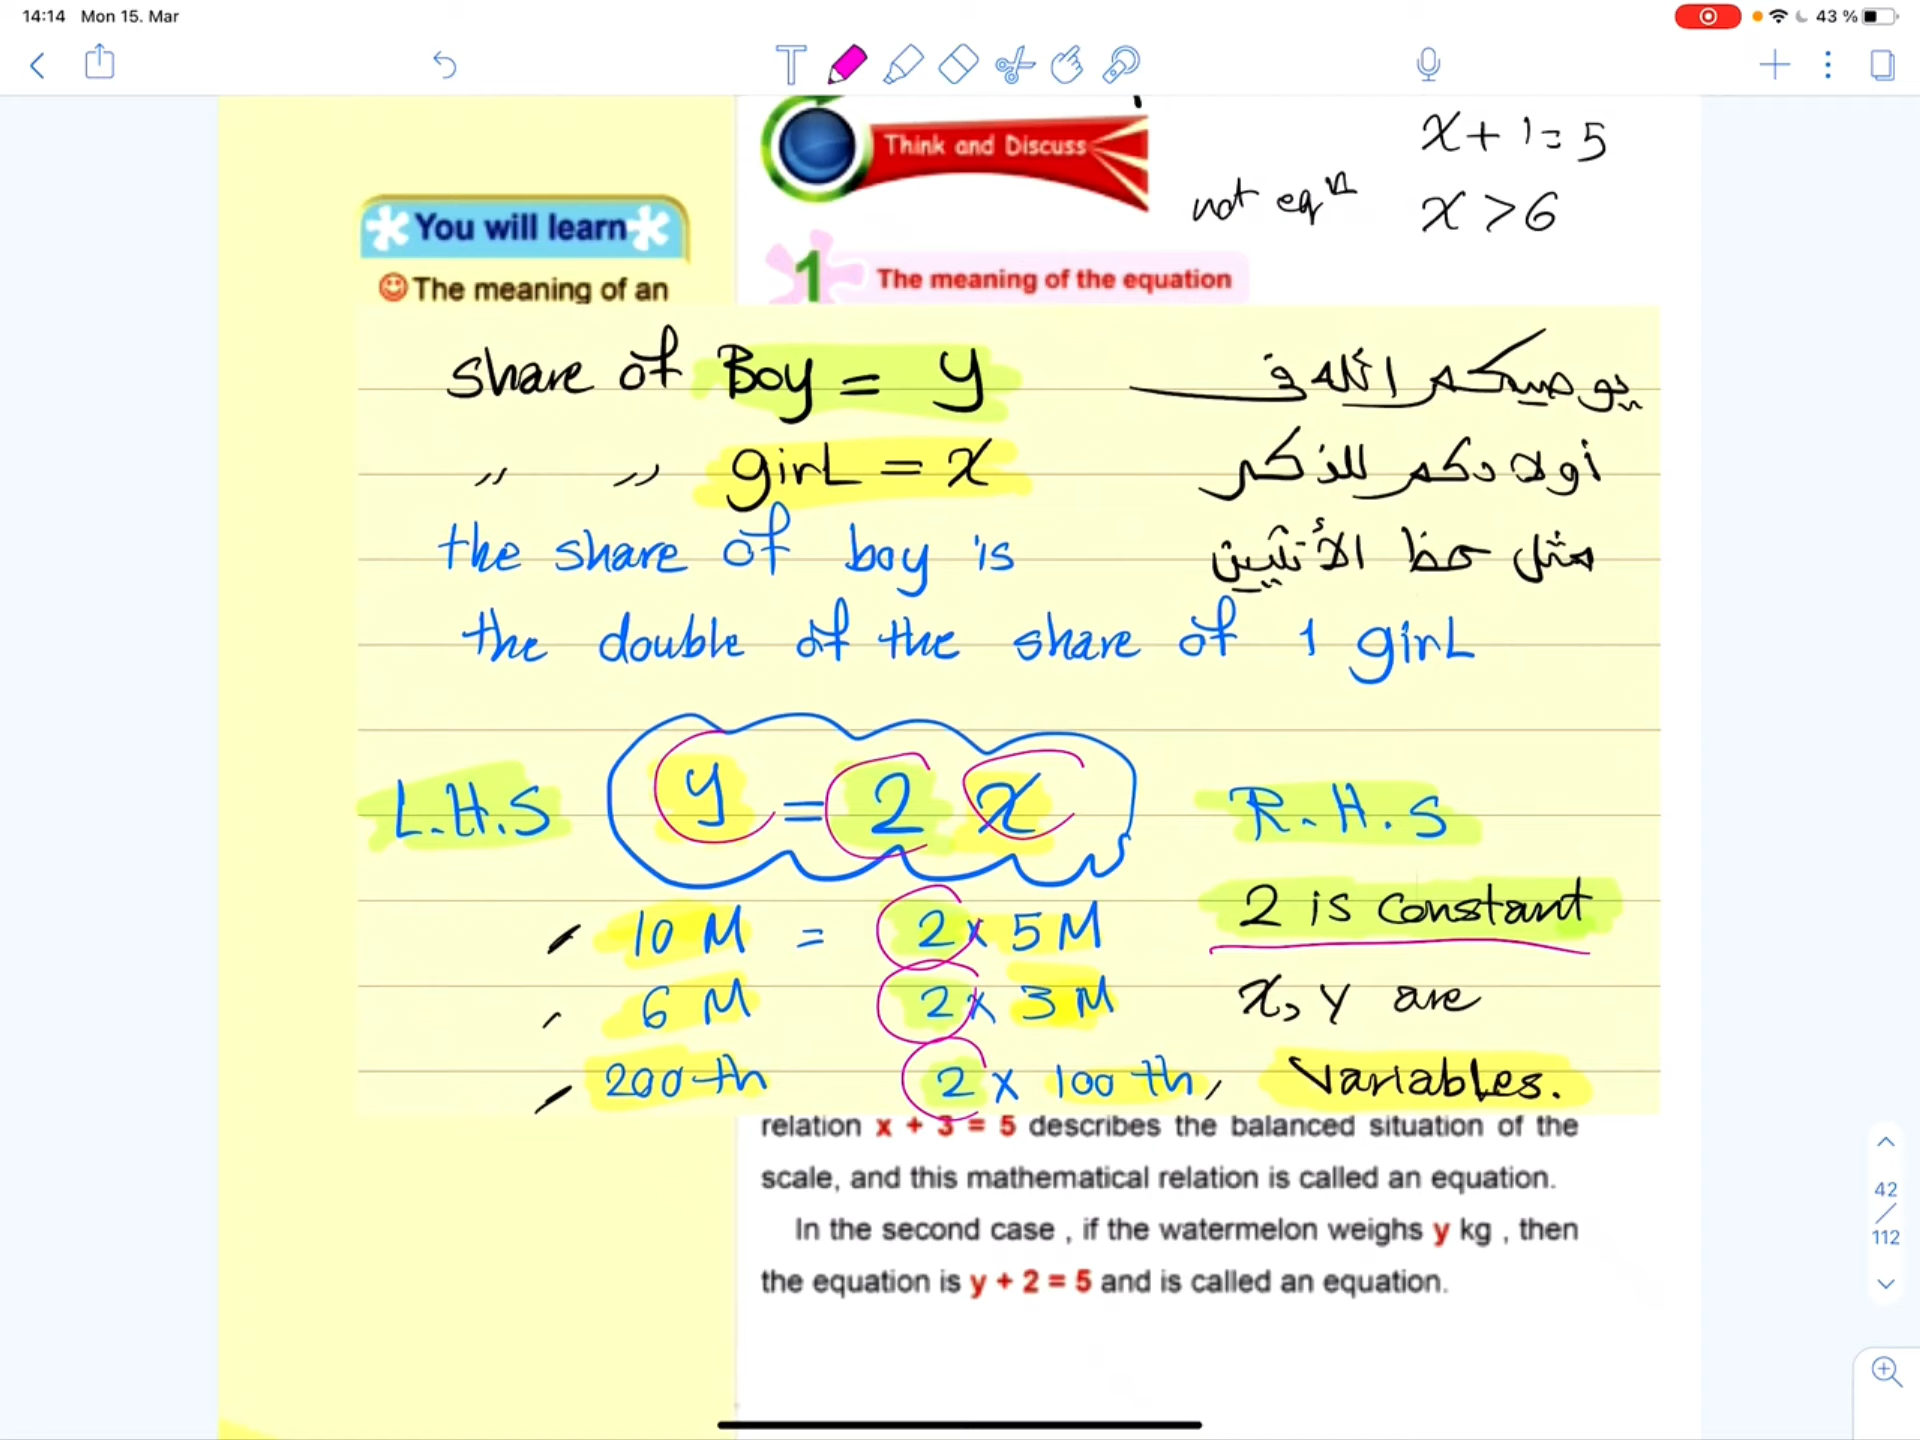 14:14 Mon 15. Mar
43 %
Think and Discuss
x + 1 = 5
not eqn x > 6
You will learn
The meaning of an
1 The meaning of the equation
share of Boy = y
يوصيكم الله في
" " girl = x
أولادكم للذكر
the share of boy is
مثل حظ الأنثيين
the double of the share of 1 girl
L.H.S y = 2 x R.H.S
2 is constant
10 M = 2 x 5 M
x, y are
6 M 2 x 3 M
200 th 2 x 100 th, Variables.
relation x + 3 = 5 describes the balanced situation of the
scale, and this mathematical relation is called an equation.
In the second case , if the watermelon weighs y kg , then
the equation is y + 2 = 5 and is called an equation.
42
/
112